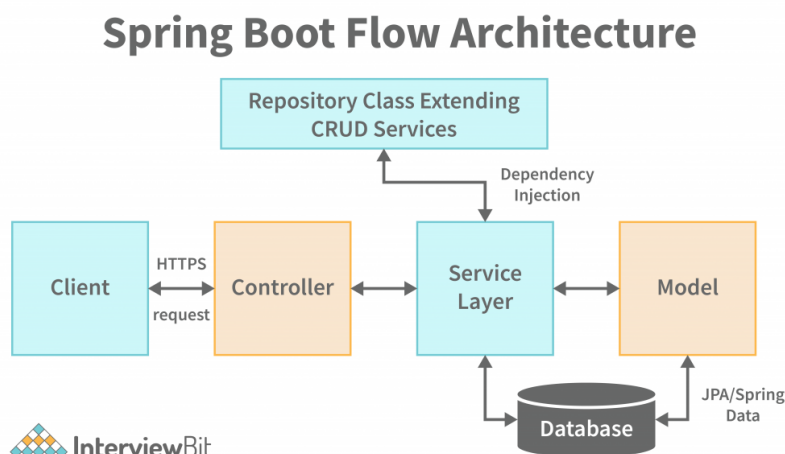 Spring Boot Flow Architecture
Repository Class Extending
CRUD Services
Dependency
Injection
Client
HTTPS
request
Controller
Service
Layer
Model
JPA/Spring
Data
Database
InterviewBit